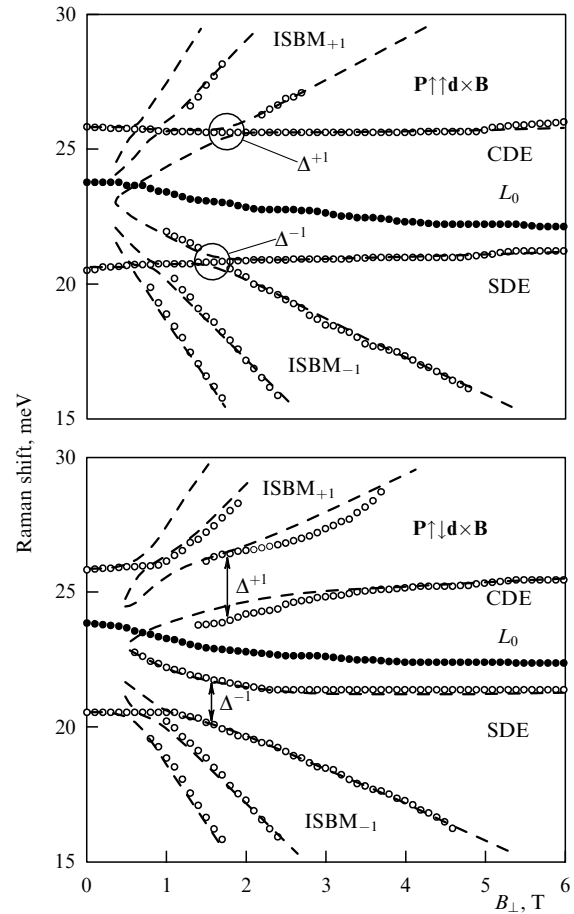 30
ISBM₊₁
P↑↑d×B
25
Δ⁺¹
CDE
L₀
Δ⁻¹
20
SDE
ISBM₋₁
15
Raman shift, meV
30
ISBM₊₁
P↑↓d×B
25
Δ⁺¹
CDE
L₀
Δ⁻¹
20
SDE
ISBM₋₁
15
0 1 2 3 4 5 6
B⊥, T